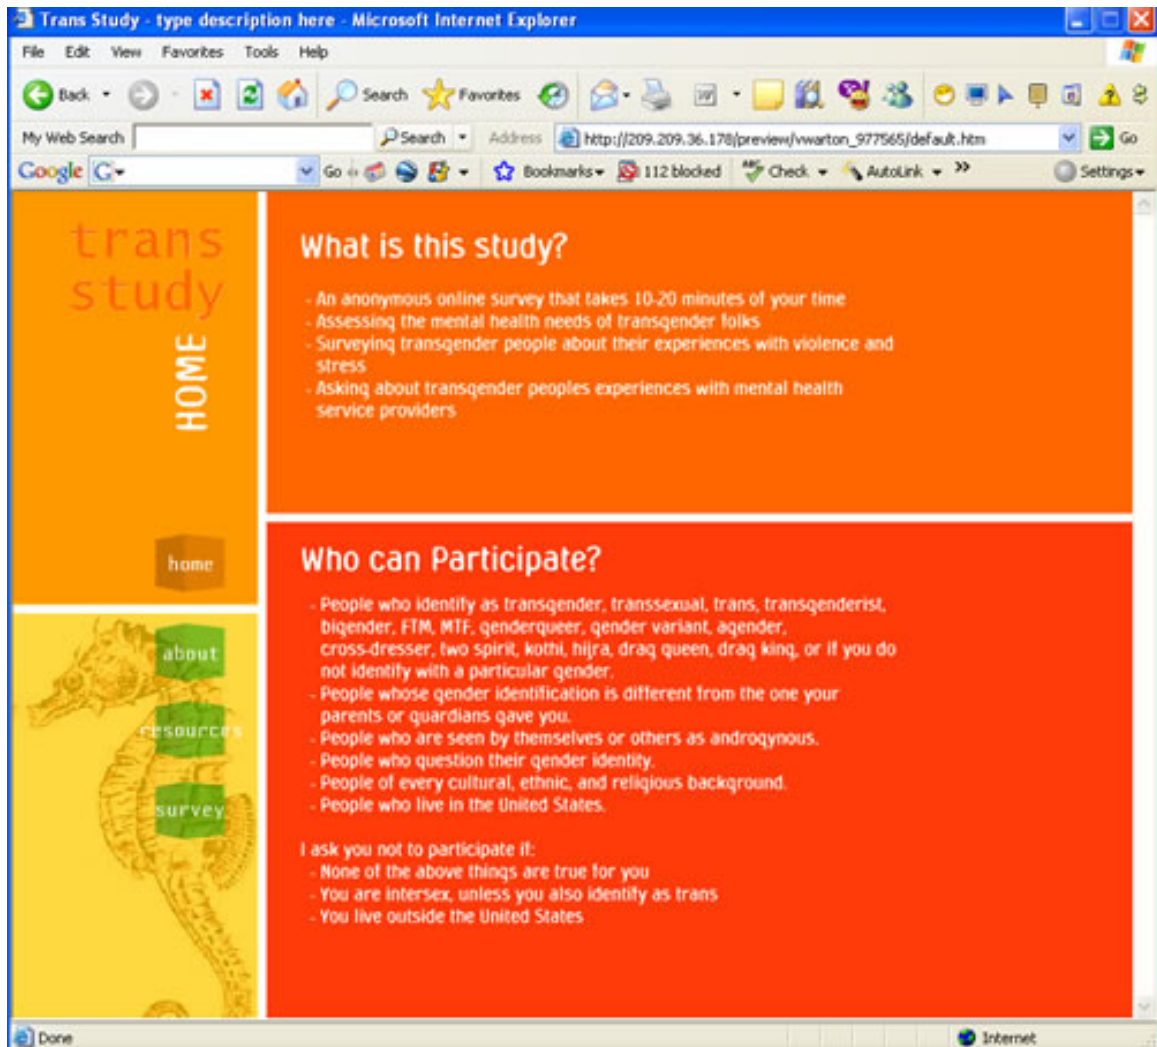 Trans Study - type description here - Microsoft Internet Explorer
File Edit View Favorites Tools Help
Back Search Favorites
My Web Search Search Address http://209.209.36.178/preview/vwarton_977565/default.htm Go
Google G Go Bookmarks 112 blocked Check AutoLink >> Settings
trans
study
HOME
home
about
resources
survey
What is this study?
- An anonymous online survey that takes 10-20 minutes of your time
- Assessing the mental health needs of transgender folks
- Surveying transgender people about their experiences with violence and
stress
- Asking about transgender peoples experiences with mental health
service providers
Who can Participate?
- People who identify as transgender, transsexual, trans, transgenderist,
bigender, FTM, MTF, genderqueer, gender variant, agender,
cross-dresser, two spirit, kothi, hijra, drag queen, drag king, or if you do
not identify with a particular gender.
- People whose gender identification is different from the one your
parents or guardians gave you.
- People who are seen by themselves or others as androgynous.
- People who question their gender identity.
- People of every cultural, ethnic, and religious background.
- People who live in the United States.
I ask you not to participate if:
- None of the above things are true for you
- You are intersex, unless you also identify as trans
- You live outside the United States
Done Internet